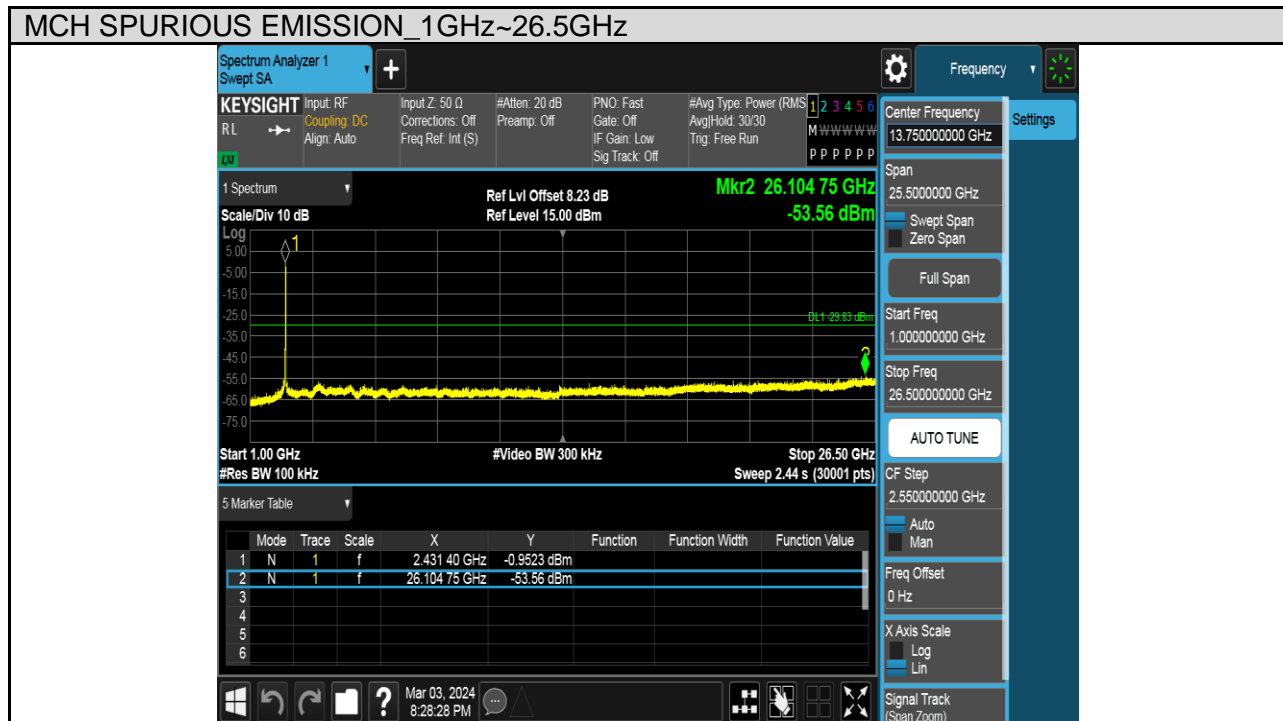 MCH SPURIOUS EMISSION_1GHz~26.5GHz
Spectrum Analyzer 1
Swept SA
Frequency
KEYSIGHT
RL
LXI
Input: RF
Coupling: DC
Align: Auto
Input Z: 50 Ω
Corrections: Off
Freq Ref: Int (S)
#Atten: 20 dB
Preamp: Off
PNO: Fast
Gate: Off
IF Gain: Low
Sig Track: Off
#Avg Type: Power (RMS
Avg|Hold: 30/30
Trig: Free Run
1 2 3 4 5 6
M W W W W W
P P P P P P
1 Spectrum
Scale/Div 10 dB
Ref Lvl Offset 8.23 dB
Ref Level 15.00 dBm
Mkr2 26.104 75 GHz
-53.56 dBm
Log
5.00
-5.00
-15.0
-25.0
-35.0
-45.0
-55.0
-65.0
-75.0
1
DL1 -29.83 dBm
2
Start 1.00 GHz
#Video BW 300 kHz
Stop 26.50 GHz
#Res BW 100 kHz
Sweep 2.44 s (30001 pts)
5 Marker Table
Mode Trace Scale X Y Function Function Width Function Value
1 N 1 f 2.431 40 GHz -0.9523 dBm
2 N 1 f 26.104 75 GHz -53.56 dBm
3
4
5
6
?
Mar 03, 2024
8:28:28 PM
Center Frequency
13.750000000 GHz
Settings
Span
25.5000000 GHz
Swept Span
Zero Span
Full Span
Start Freq
1.000000000 GHz
Stop Freq
26.500000000 GHz
AUTO TUNE
CF Step
2.550000000 GHz
Auto
Man
Freq Offset
0 Hz
X Axis Scale
Log
Lin
Signal Track
(Span Zoom)